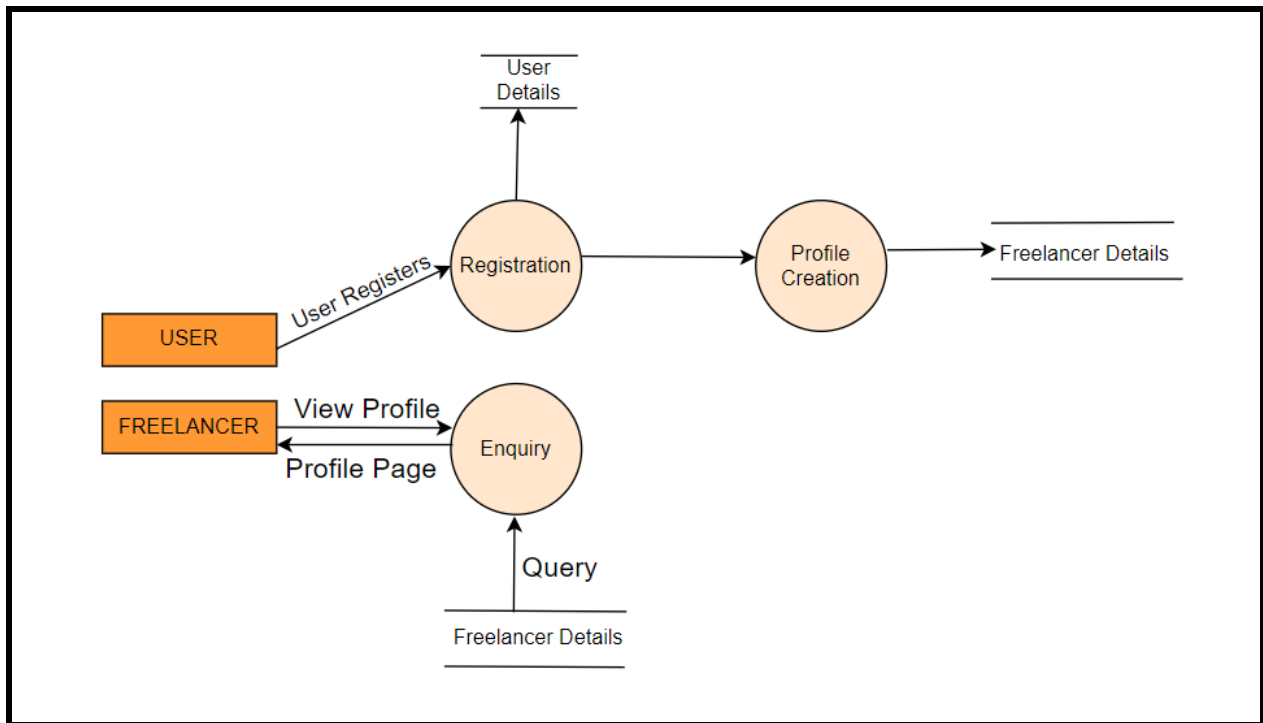 User
Details
Registration
Profile
Creation
Freelancer Details
User Registers
USER
FREELANCER
View Profile
Profile Page
Enquiry
Query
Freelancer Details